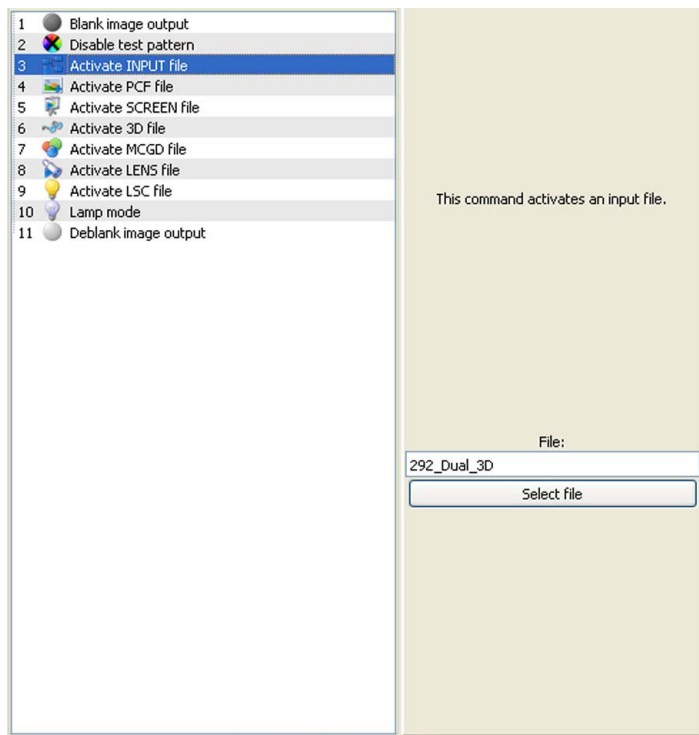 1 Blank image output
2 Disable test pattern
3 Activate INPUT file
4 Activate PCF file
5 Activate SCREEN file
6 Activate 3D file
7 Activate MCGD file
8 Activate LENS file
9 Activate LSC file
10 Lamp mode
11 Deblank image output
This command activates an input file.
File:
292_Dual_3D
Select file